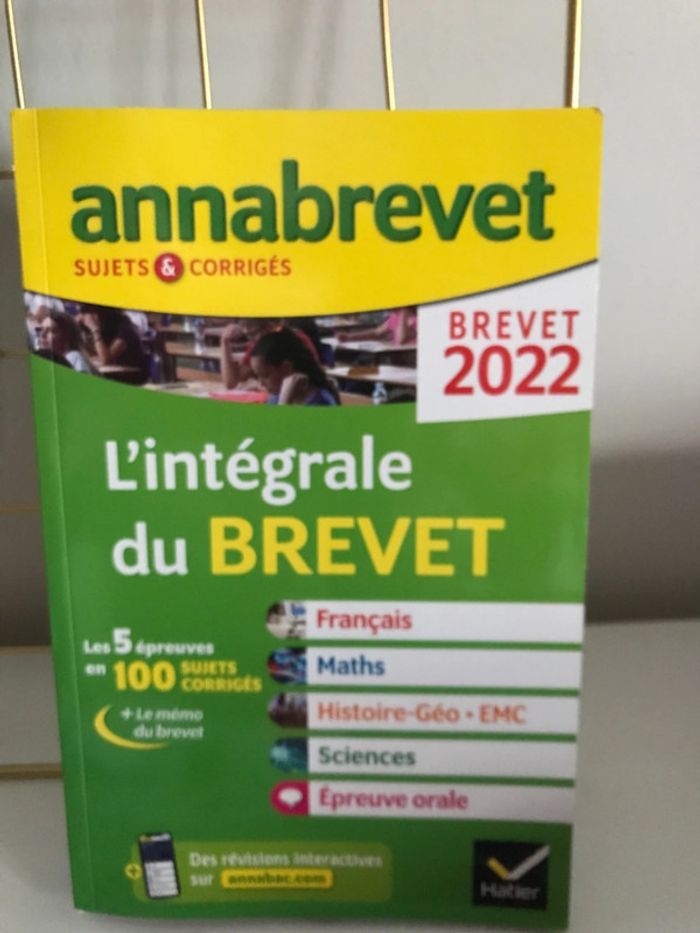 annabrevet
SUJETS & CORRIGÉS
BREVET
2022
L'intégrale
du BREVET
Les 5 épreuves
en 100 SUJETS CORRIGÉS
+ Le mémo
du brevet
Français
Maths
Histoire-Géo • EMC
Sciences
Épreuve orale
+ Des révisions interactives
sur annabac.com
Hatier